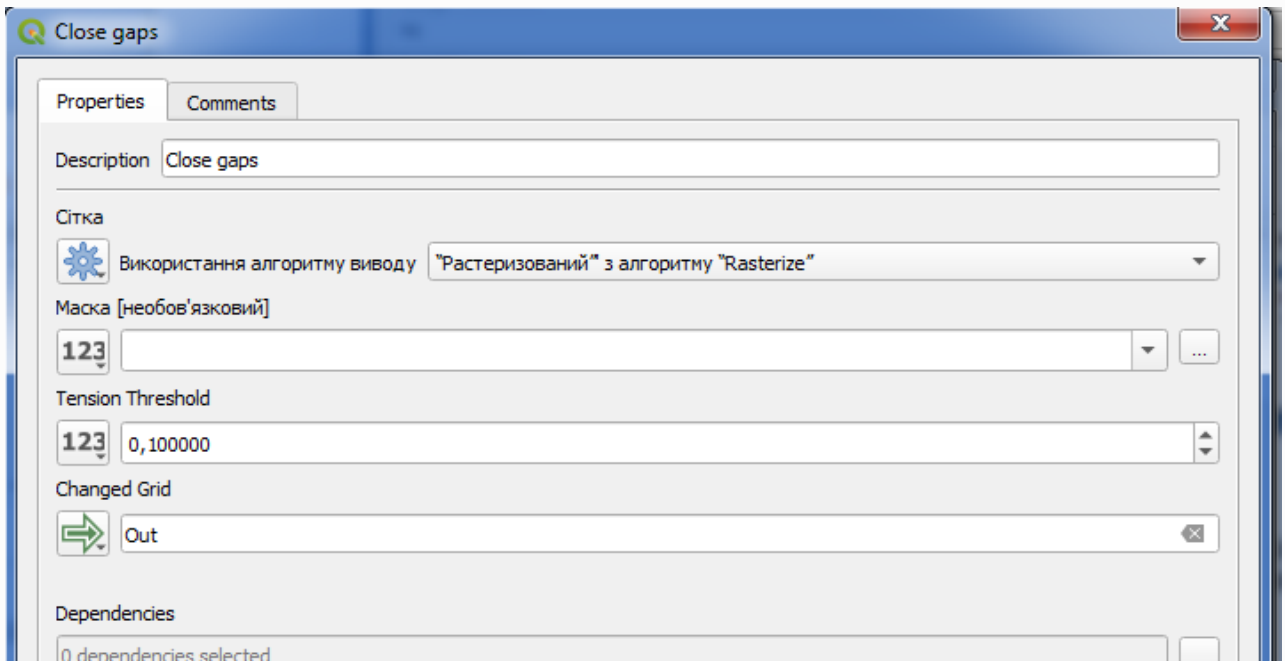 Close gaps
Properties Comments
Description Close gaps
Сітка
Використання алгоритму виводу "Растеризований'" з алгоритму "Rasterize"
Маска [необов'язковий]
123 ...
Tension Threshold
123 0,100000
Changed Grid
Out
Dependencies
0 dependencies selected